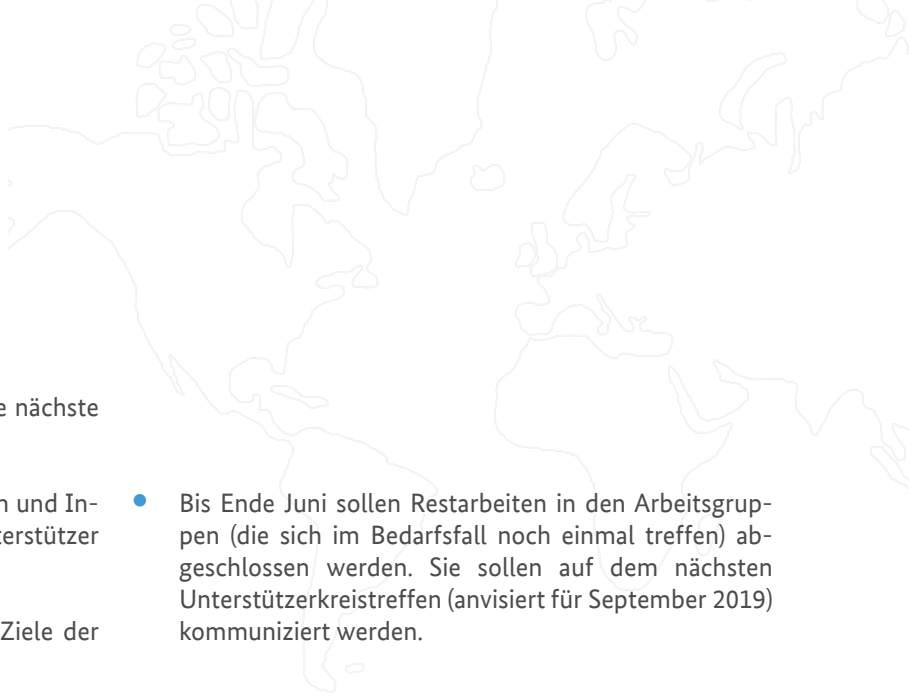 e nächste
n und In-
terstützer
Ziele der
Bis Ende Juni sollen Restarbeiten in den Arbeitsgrup-
pen (die sich im Bedarfsfall noch einmal treffen) ab-
geschlossen werden. Sie sollen auf dem nächsten
Unterstützerkreistreffen (anvisiert für September 2019)
kommuniziert werden.